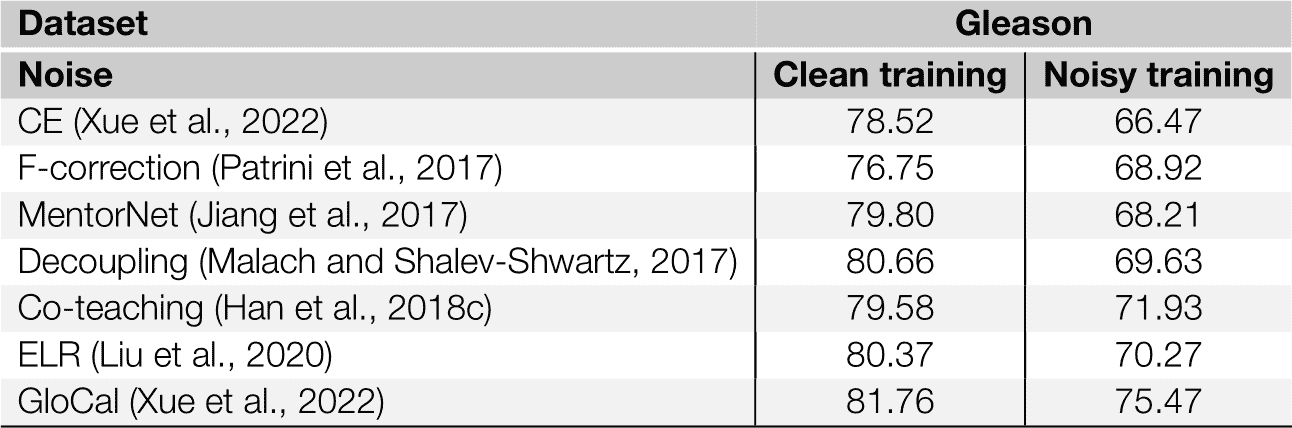 Dataset Gleason
Noise Clean training Noisy training
CE (Xue et al., 2022) 78.52 66.47
F-correction (Patrini et al., 2017) 76.75 68.92
MentorNet (Jiang et al., 2017) 79.80 68.21
Decoupling (Malach and Shalev-Shwartz, 2017) 80.66 69.63
Co-teaching (Han et al., 2018c) 79.58 71.93
ELR (Liu et al., 2020) 80.37 70.27
GloCal (Xue et al., 2022) 81.76 75.47